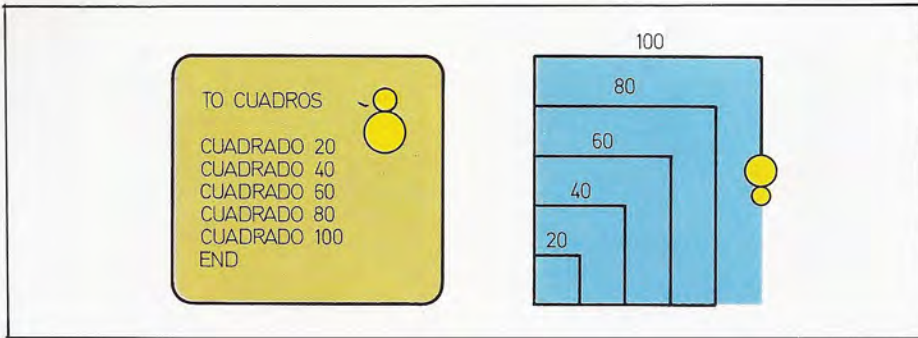 TO CUADROS
CUADRADO 20
CUADRADO 40
CUADRADO 60
CUADRADO 80
CUADRADO 100
END
100
80
60
40
20